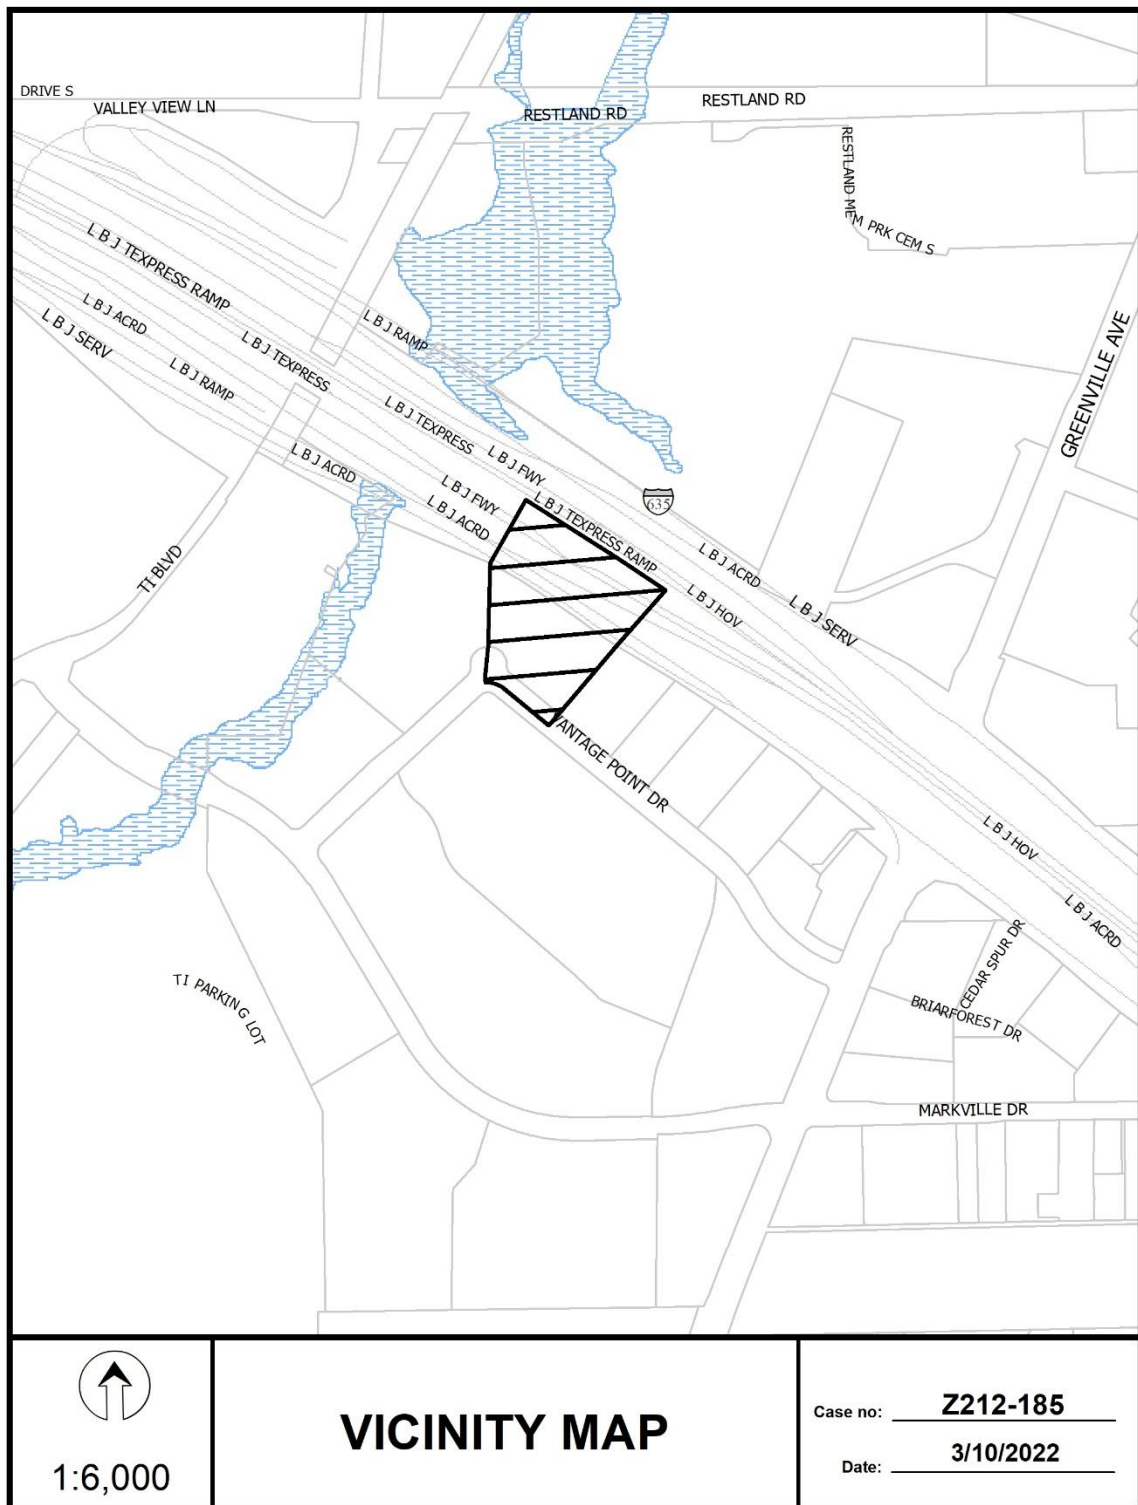 DRIVE S
VALLEY VIEW LN
RESTLAND RD
RESTLAND RD
RESTLAND MEM PRK CEM S
L B J TEXPRESS RAMP
L B J ACRD
L B J SERV
L B J RAMP
L B J TEXPRESS
L B J RAMP
GREENVILLE AVE
L B J TEXPRESS
L B J FWY
L B J ACRD
L B J FWY
L B J ACRD
L B J TEXPRESS RAMP
635
TI BLVD
L B J ACRD
L B J HOV
L B J SERV
VANTAGE POINT DR
L B J HOV
L B J ACRD
CEDAR SPUR DR
BRIARFOREST DR
TI PARKING LOT
MARKVILLE DR
1:6,000
VICINITY MAP
Case no: Z212-185
Date: 3/10/2022